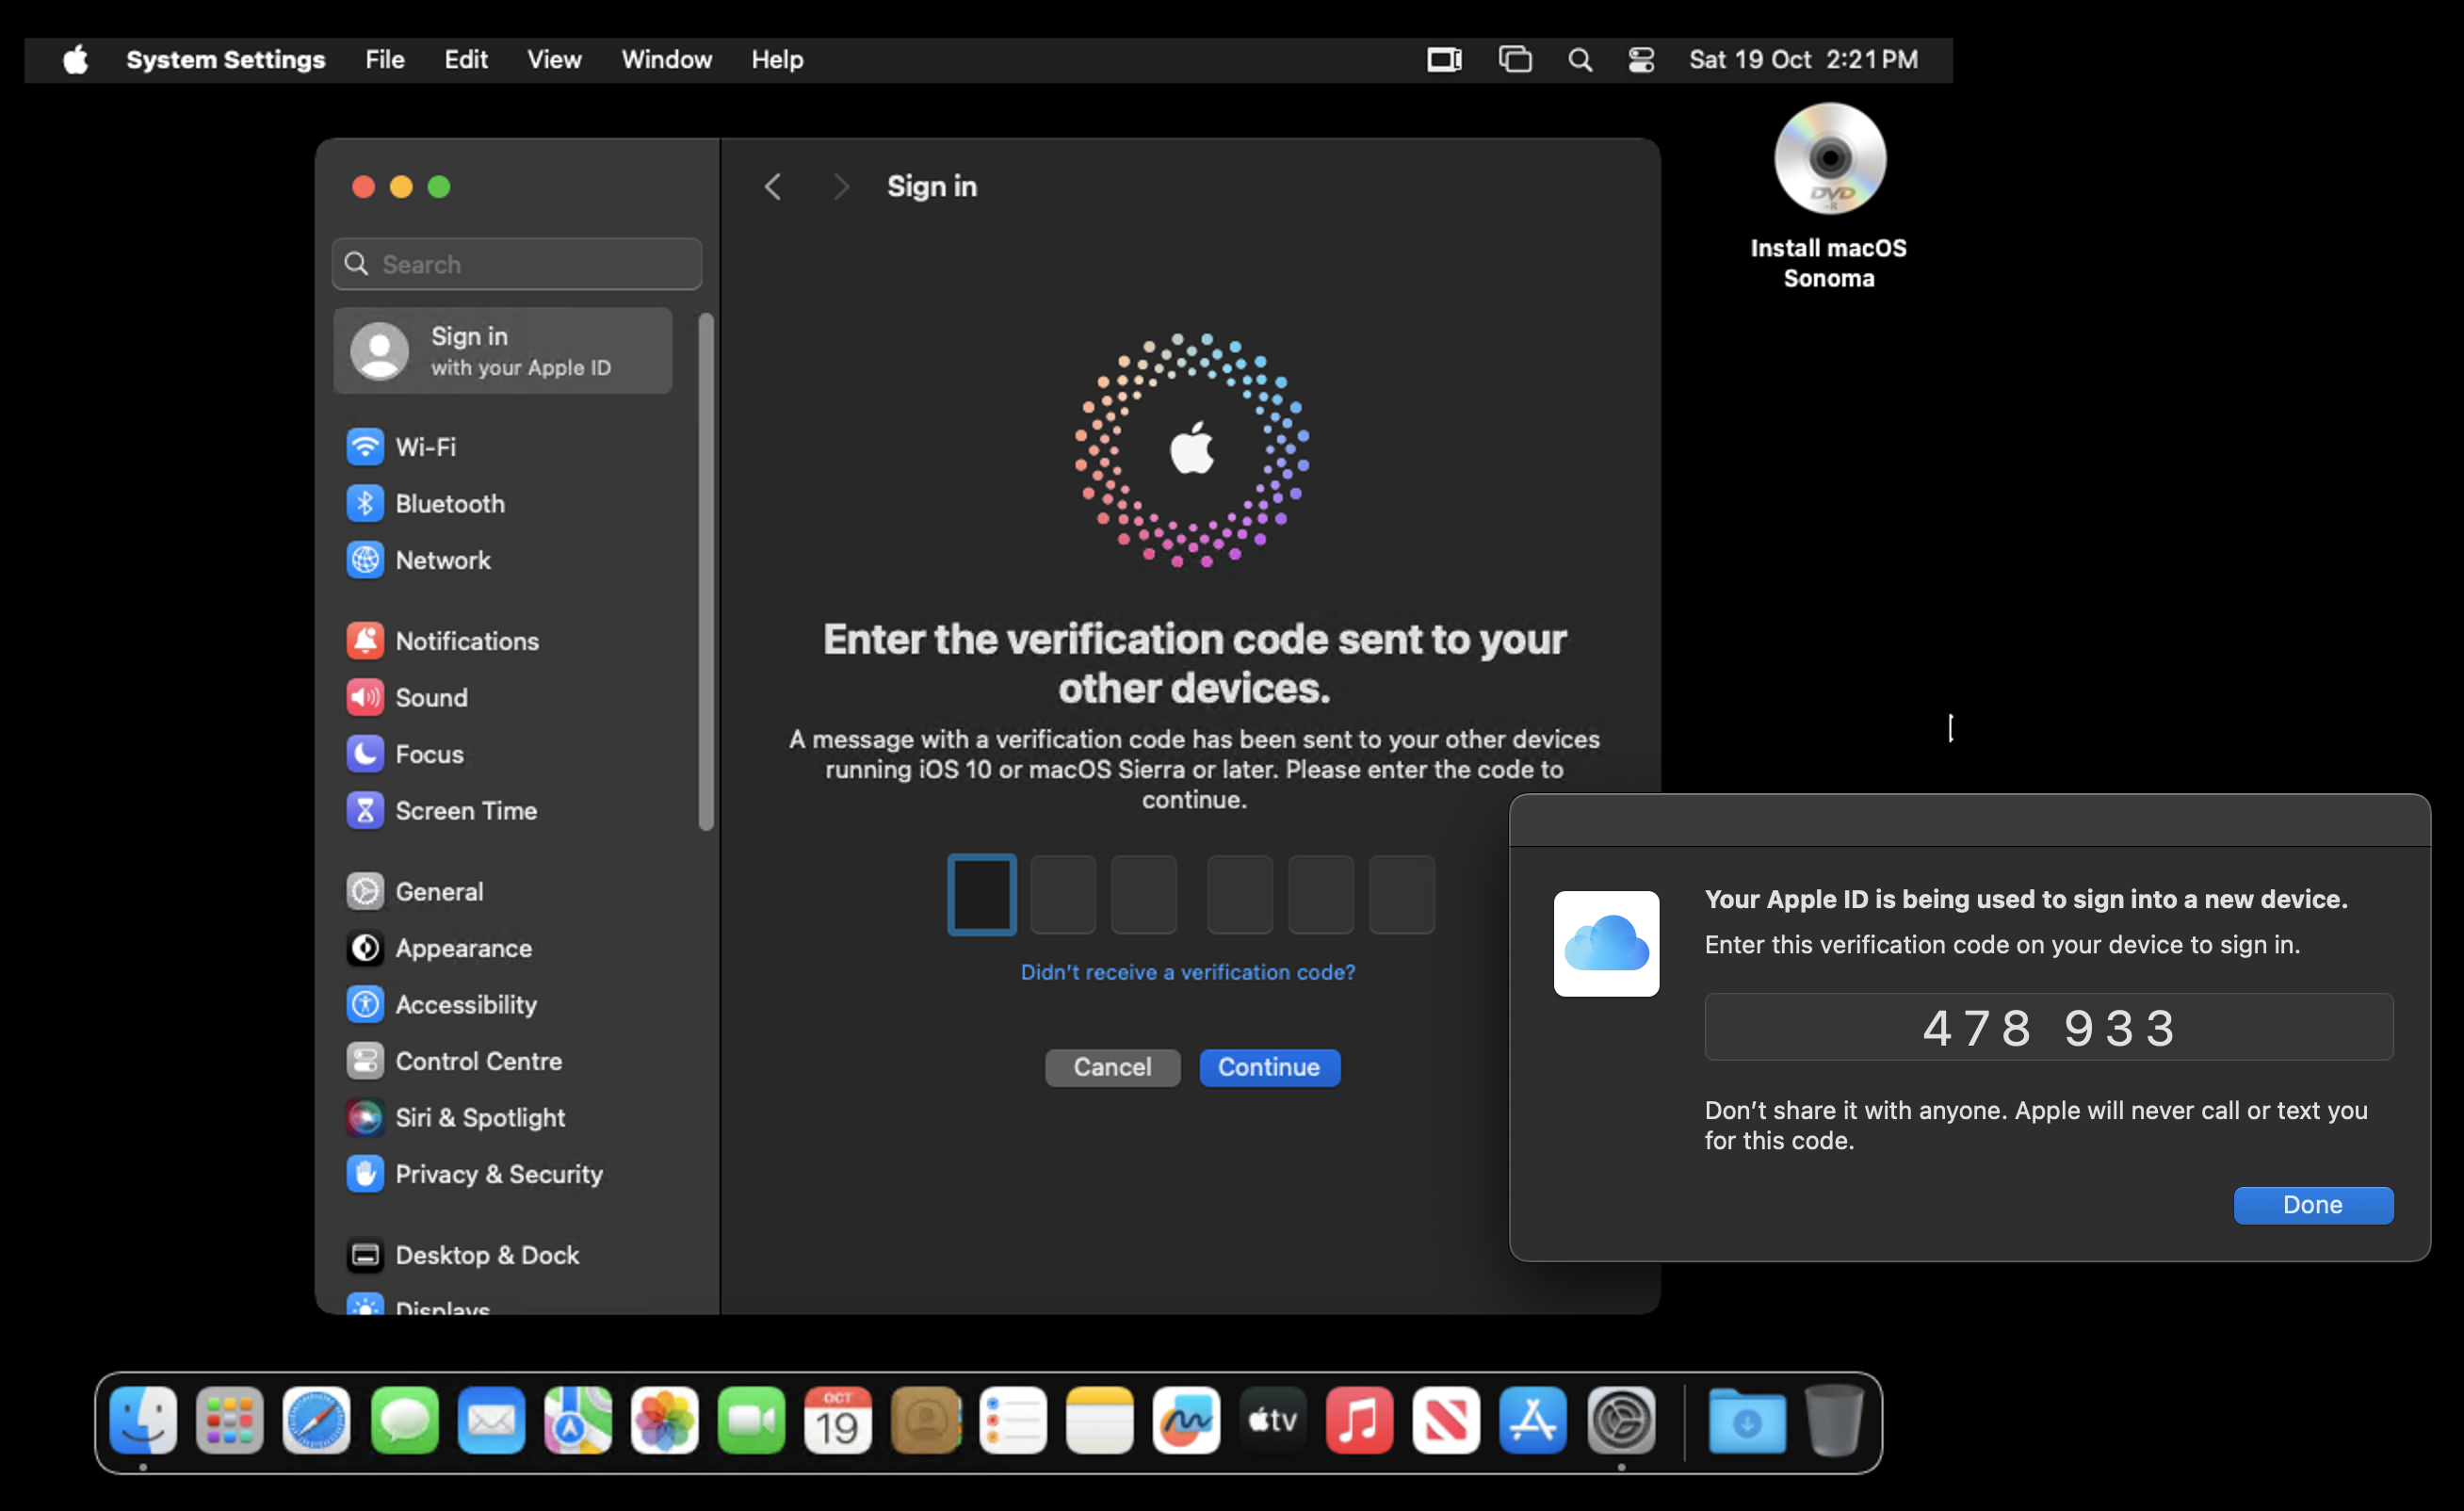 System Settings File Edit View Window Help Sat 19 Oct 2:21 PM
DVD
-R
Install macOS
Sonoma
Sign in
Search
Sign in
with your Apple ID
Wi-Fi
Bluetooth
Network
Notifications
Sound
Focus
Screen Time
General
Appearance
Accessibility
Control Centre
Siri & Spotlight
Privacy & Security
Desktop & Dock
Displays
Enter the verification code sent to your
other devices.
A message with a verification code has been sent to your other devices
running iOS 10 or macOS Sierra or later. Please enter the code to
continue.
Didn't receive a verification code?
Cancel Continue
Your Apple ID is being used to sign into a new device.
Enter this verification code on your device to sign in.
478 933
Don't share it with anyone. Apple will never call or text you
for this code.
Done
OCT
19
tv